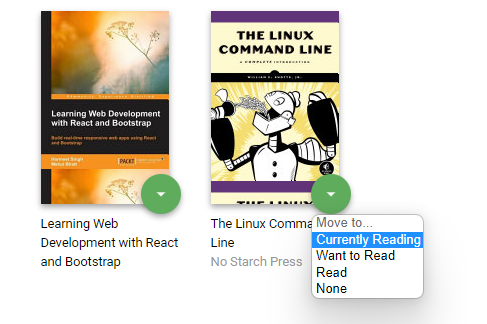 Community Experience Distilled
Learning Web Development
with React and Bootstrap
Build real-time responsive web apps using React
and Bootstrap
Harmeet Singh
Mehul Bhatt
PACKT
Learning Web
Development with React
and Bootstrap
THE LINUX
COMMAND LINE
A COMPLETE INTRODUCTION
WILLIAM E. SHOTTS, JR.
THE LINUX
The Linux Comma
Line
No Starch Press
Move to...
Currently Reading
Want to Read
Read
None